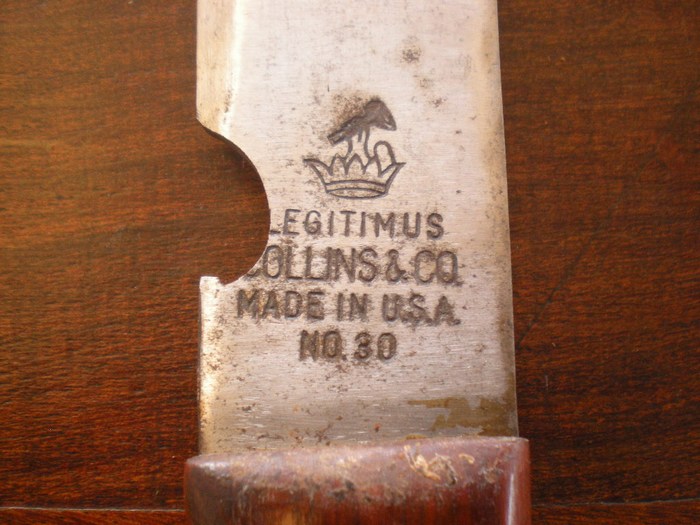 LEGITIMUS
COLLINS & CO.
MADE IN U.S.A.
NO. 30